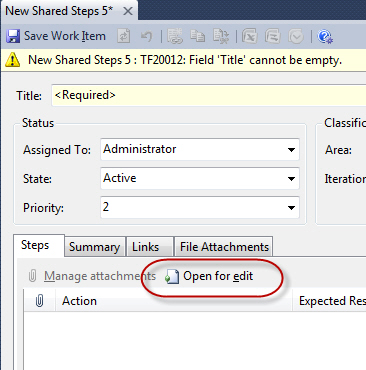 New Shared Steps 5*
Save Work Item
New Shared Steps 5 : TF20012: Field 'Title' cannot be empty.
Title: <Required>
Status
Classific
Assigned To: Administrator
Area:
State: Active
Iteration
Priority: 2
Steps Summary Links File Attachments
Manage attachments Open for edit
Action Expected Res